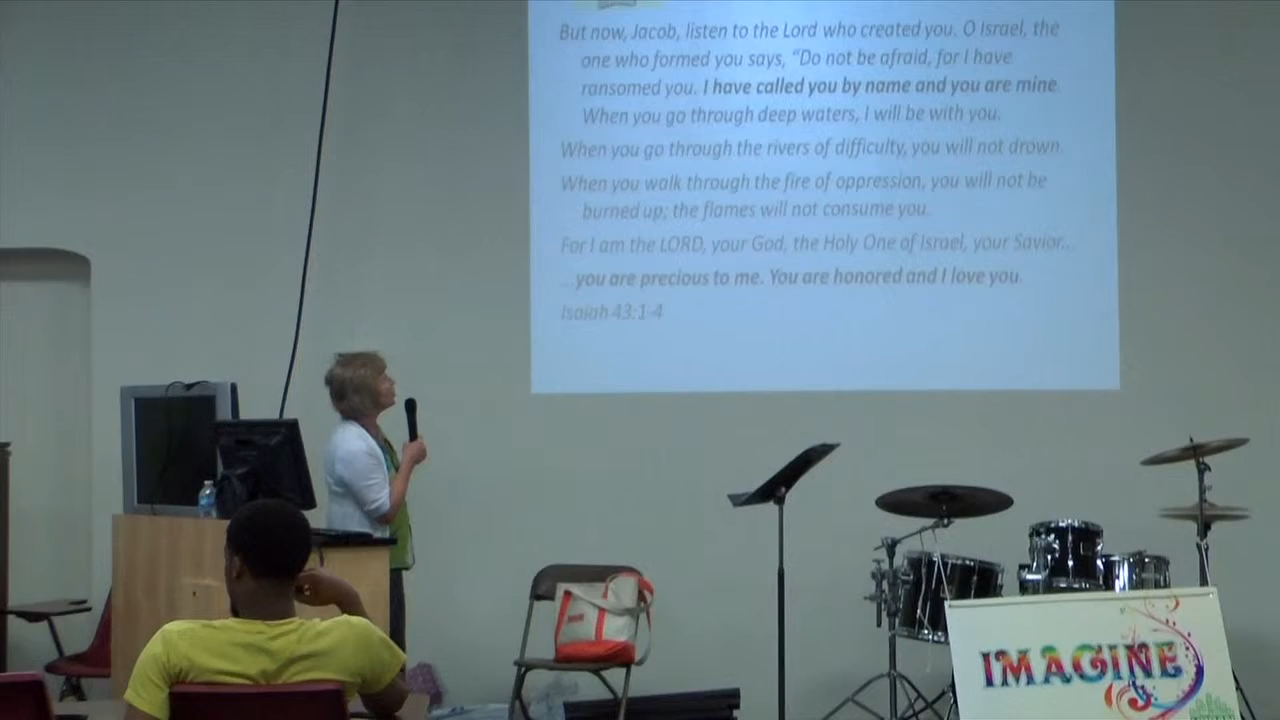 But now, Jacob, listen to the Lord who created you. O Israel, the
one who formed you says, "Do not be afraid, for I have
ransomed you. I have called you by name and you are mine.
When you go through deep waters, I will be with you.
When you go through the rivers of difficulty, you will not drown.
When you walk through the fire of oppression, you will not be
burned up; the flames will not consume you.
For I am the LORD, your God, the Holy One of Israel, your Savior..
...you are precious to me. You are honored and I love you.
Isaiah 43:1-4
IMAGINE